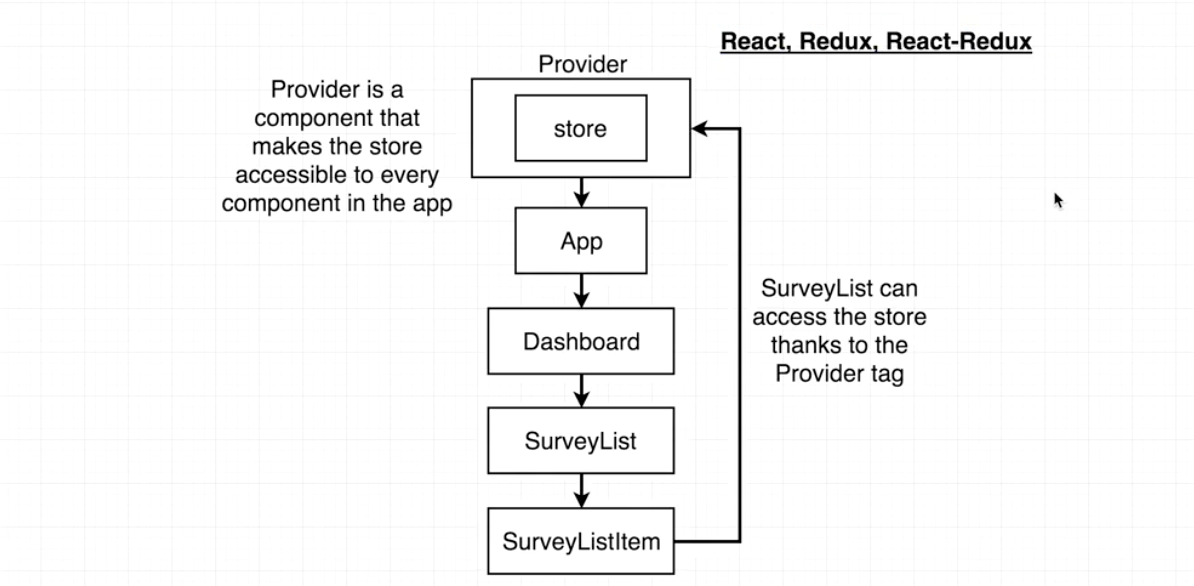 React, Redux, React-Redux
Provider
Provider is a
component that
makes the store
accessible to every
component in the app
store
App
Dashboard
SurveyList
SurveyListItem
SurveyList can
access the store
thanks to the
Provider tag